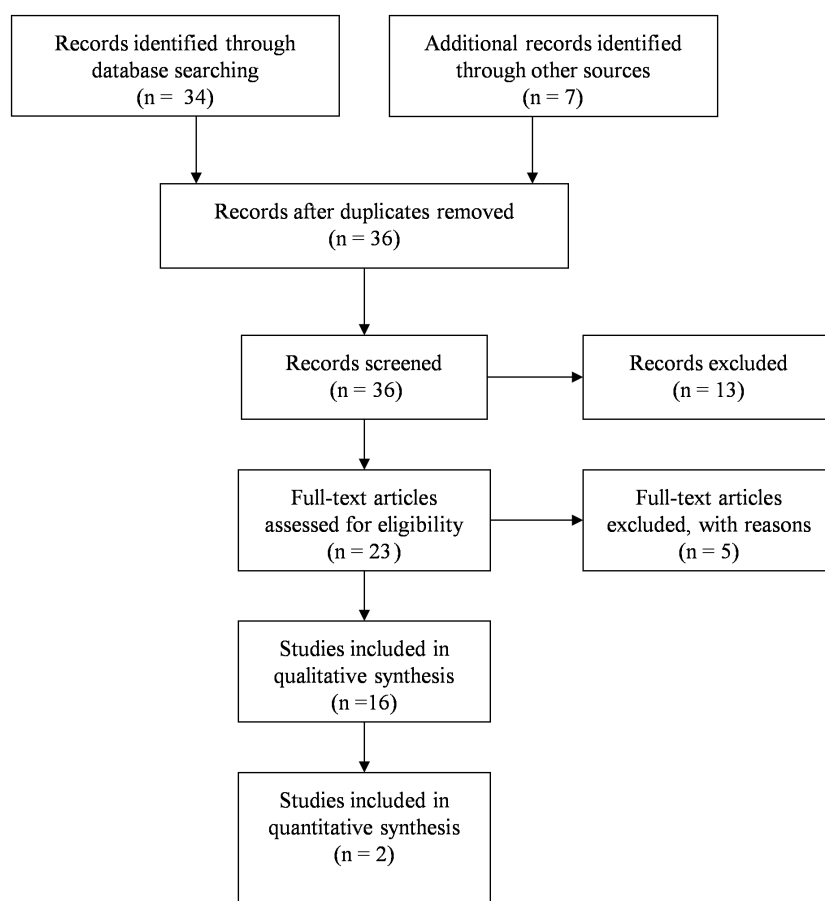 Records identified through
database searching
(n = 34)
Additional records identified
through other sources
(n = 7)
Records after duplicates removed
(n = 36)
Records screened
(n = 36)
Records excluded
(n = 13)
Full-text articles
assessed for eligibility
(n = 23)
Full-text articles
excluded, with reasons
(n = 5)
Studies included in
qualitative synthesis
(n =16)
Studies included in
quantitative synthesis
(n = 2)